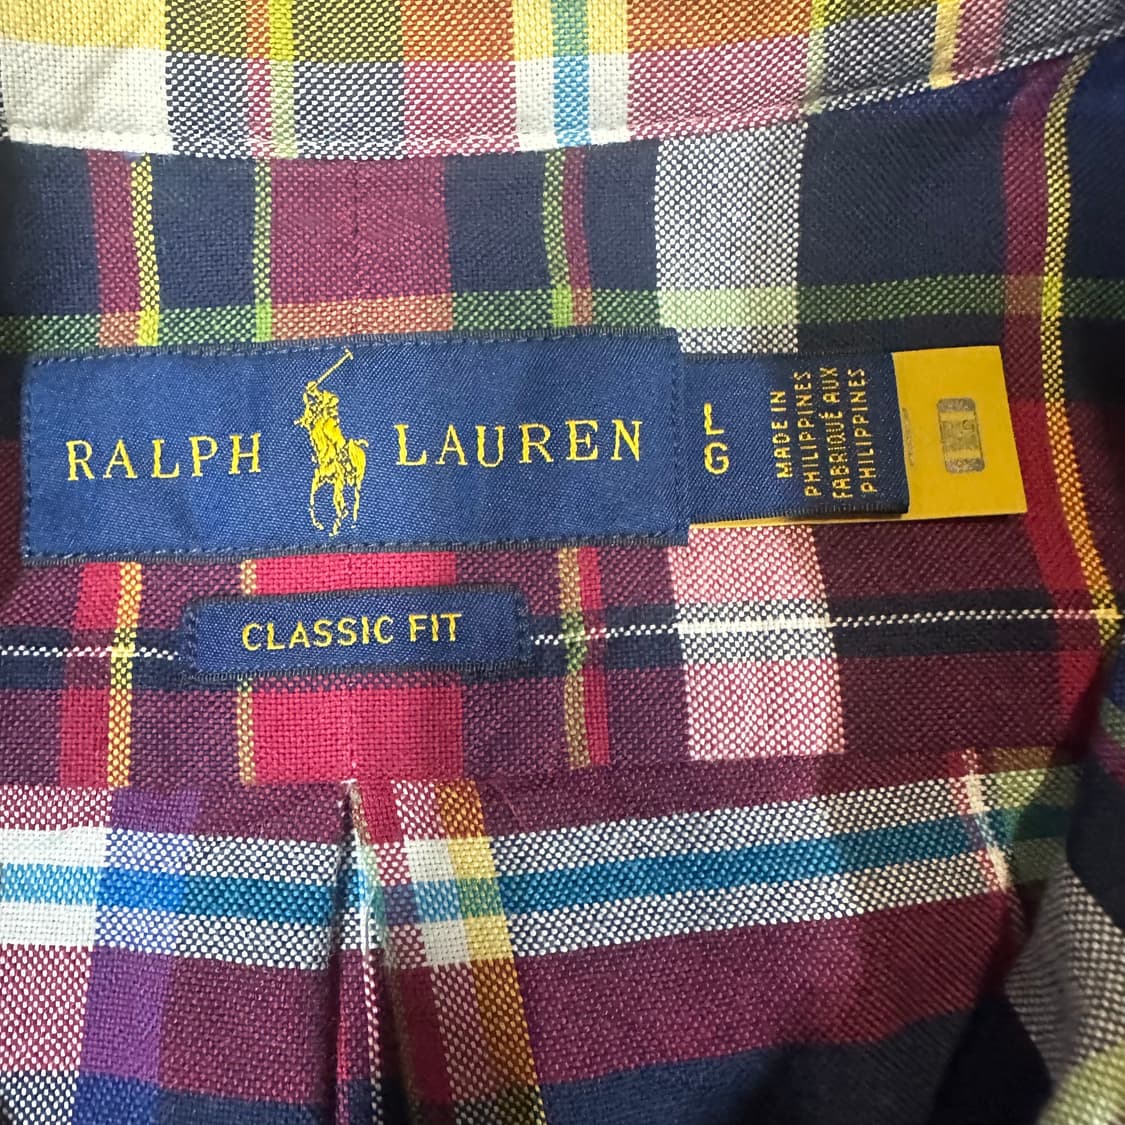 RALPH LAUREN
L
G
MADE IN
PHILIPPINES
FABRIQUÉ AUX
PHILIPPINES
CLASSIC FIT